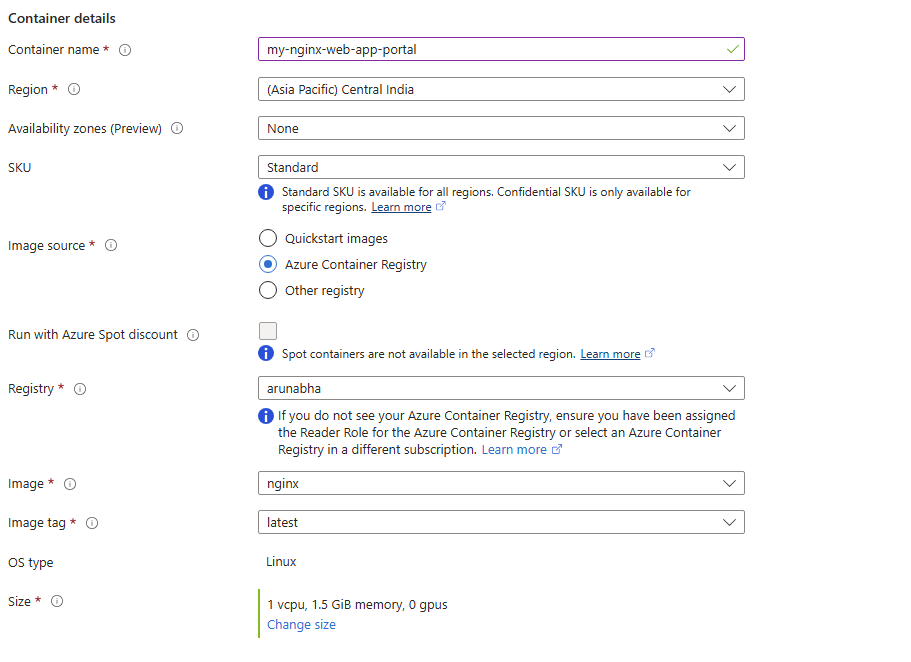 Container details
Container name *
my-nginx-web-app-portal
Region *
(Asia Pacific) Central India
Availability zones (Preview)
None
SKU
Standard
Standard SKU is available for all regions. Confidential SKU is only available for
specific regions. Learn more
Image source *
Quickstart images
Azure Container Registry
Other registry
Run with Azure Spot discount
Spot containers are not available in the selected region. Learn more
Registry *
arunabha
If you do not see your Azure Container Registry, ensure you have been assigned
the Reader Role for the Azure Container Registry or select an Azure Container
Registry in a different subscription. Learn more
Image *
nginx
Image tag *
latest
OS type
Linux
Size *
1 vcpu, 1.5 GiB memory, 0 gpus
Change size